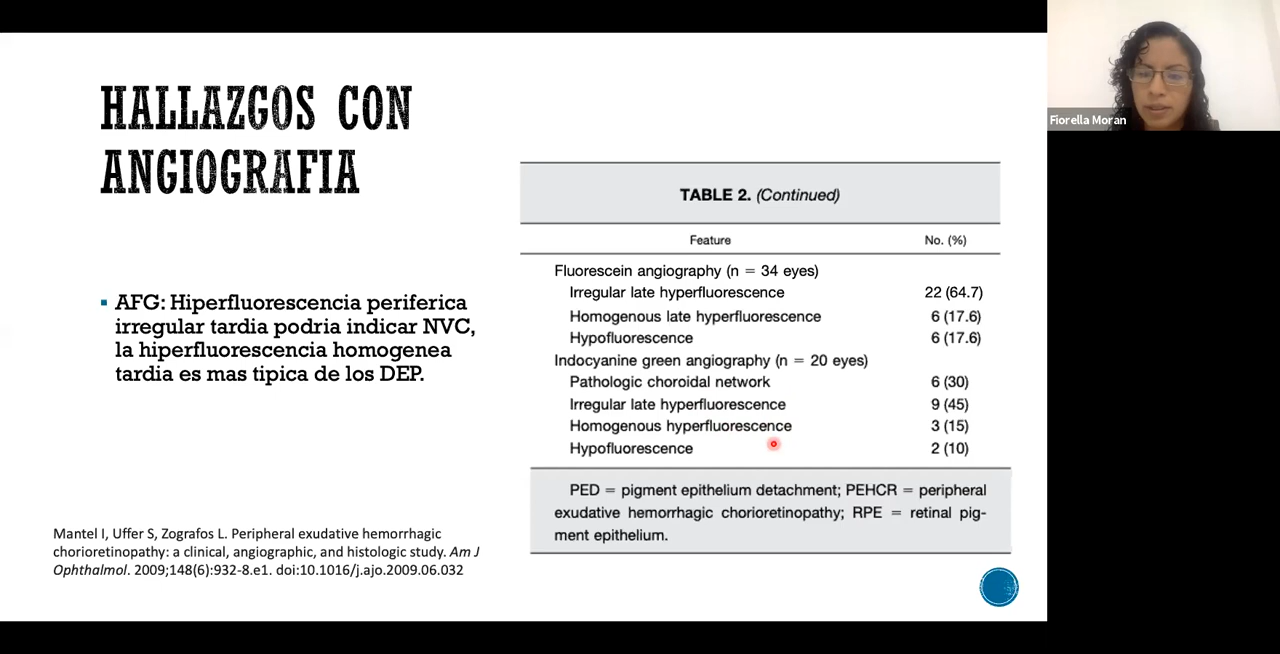 HALLAZGOS CON
ANGIOGRAFIA
▪ AFG: Hiperfluorescencia periferica
irregular tardia podria indicar NVC,
la hiperfluorescencia homogenea
tardia es mas tipica de los DEP.
Mantel I, Uffer S, Zografos L. Peripheral exudative hemorrhagic
chorioretinopathy: a clinical, angiographic, and histologic study. Am J
Ophthalmol. 2009;148(6):932-8.e1. doi:10.1016/j.ajo.2009.06.032
TABLE 2. (Continued)
Feature No. (%)
Fluorescein angiography (n = 34 eyes)
Irregular late hyperfluorescence 22 (64.7)
Homogenous late hyperfluorescence 6 (17.6)
Hypofluorescence 6 (17.6)
Indocyanine green angiography (n = 20 eyes)
Pathologic choroidal network 6 (30)
Irregular late hyperfluorescence 9 (45)
Homogenous hyperfluorescence 3 (15)
Hypofluorescence 2 (10)
PED = pigment epithelium detachment; PEHCR = peripheral
exudative hemorrhagic chorioretinopathy; RPE = retinal pig-
ment epithelium.
Fiorella Moran